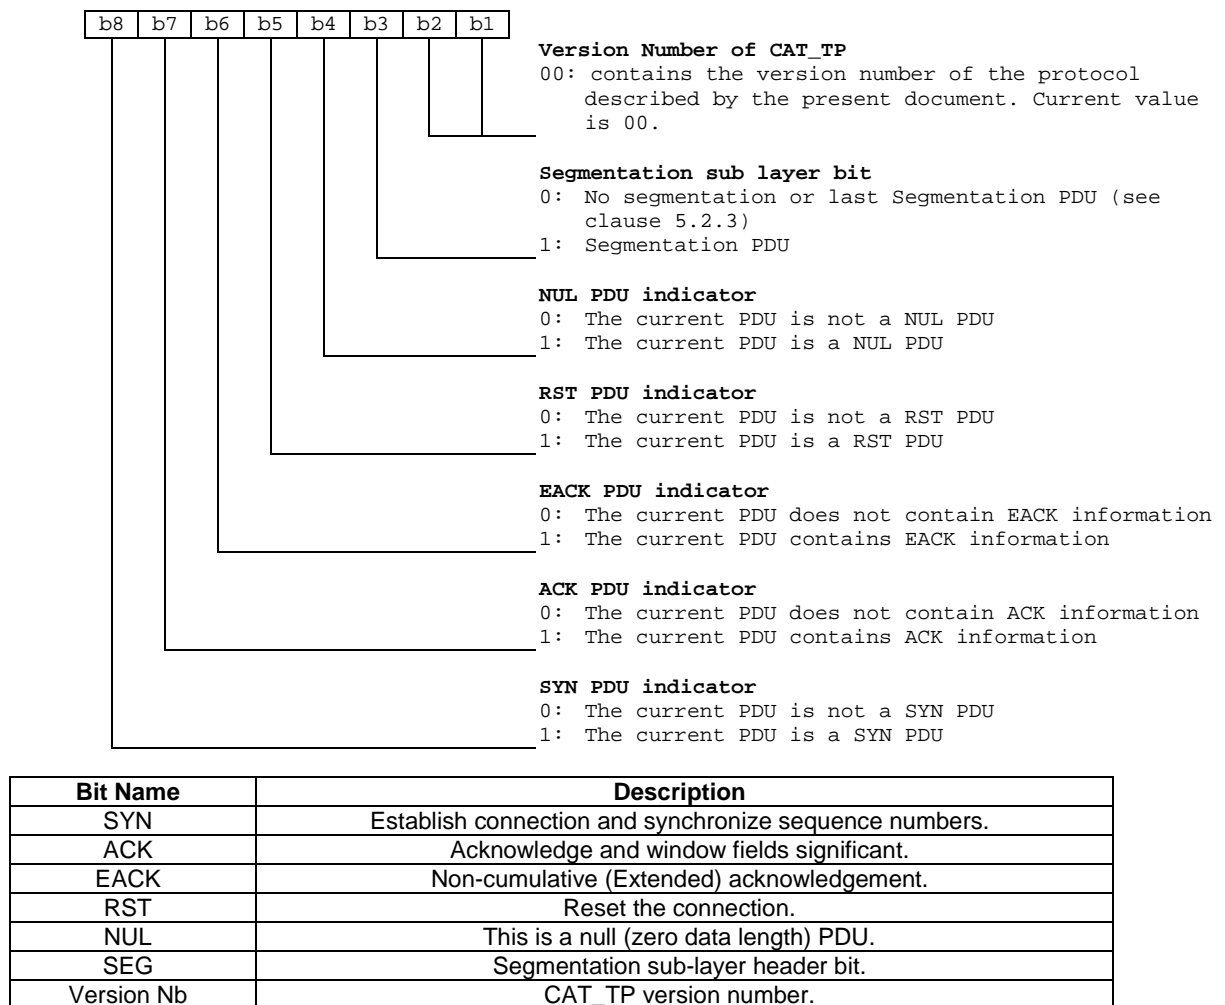 b8 b7 b6 b5 b4 b3 b2 b1
Version Number of CAT_TP
00: contains the version number of the protocol
described by the present document. Current value
is 00.
Segmentation sub layer bit
0: No segmentation or last Segmentation PDU (see
clause 5.2.3)
1: Segmentation PDU
NUL PDU indicator
0: The current PDU is not a NUL PDU
1: The current PDU is a NUL PDU
RST PDU indicator
0: The current PDU is not a RST PDU
1: The current PDU is a RST PDU
EACK PDU indicator
0: The current PDU does not contain EACK information
1: The current PDU contains EACK information
ACK PDU indicator
0: The current PDU does not contain ACK information
1: The current PDU contains ACK information
SYN PDU indicator
0: The current PDU is not a SYN PDU
1: The current PDU is a SYN PDU
Bit Name Description
SYN Establish connection and synchronize sequence numbers.
ACK Acknowledge and window fields significant.
EACK Non-cumulative (Extended) acknowledgement.
RST Reset the connection.
NUL This is a null (zero data length) PDU.
SEG Segmentation sub-layer header bit.
Version Nb CAT_TP version number.